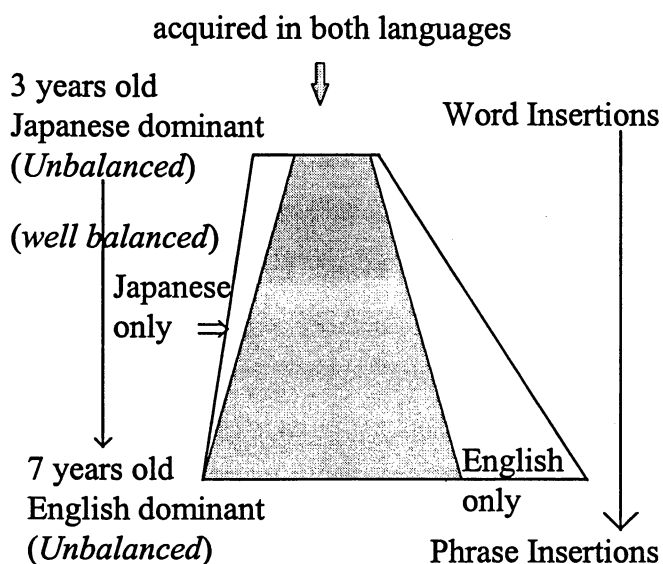 acquired in both languages
3 years old
Japanese dominant
(Unbalanced)
Word Insertions
(well balanced)
Japanese
only ⇒
7 years old
English dominant
(Unbalanced)
English
only
Phrase Insertions